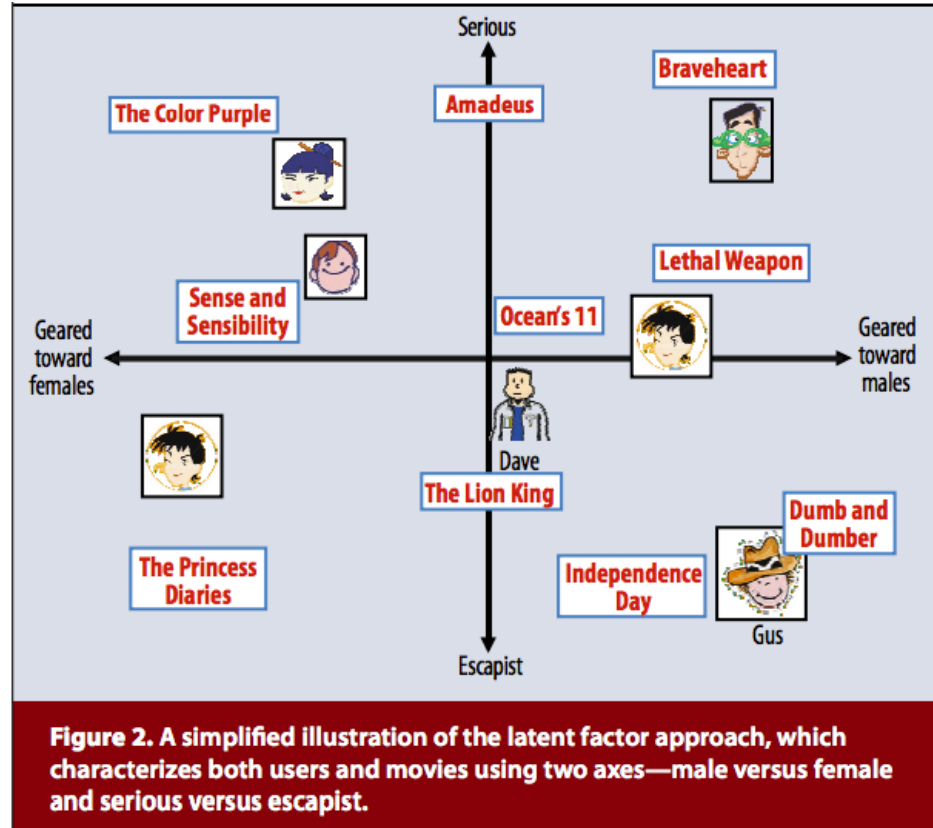 Serious
Braveheart
Amadeus
The Color Purple
Lethal Weapon
Sense and
Sensibility
Ocean's 11
Geared
toward
females
Geared
toward
males
Dave
The Lion King
Dumb and
Dumber
The Princess
Diaries
Independence
Day
Gus
Escapist
Figure 2. A simplified illustration of the latent factor approach, which
characterizes both users and movies using two axes—male versus female
and serious versus escapist.